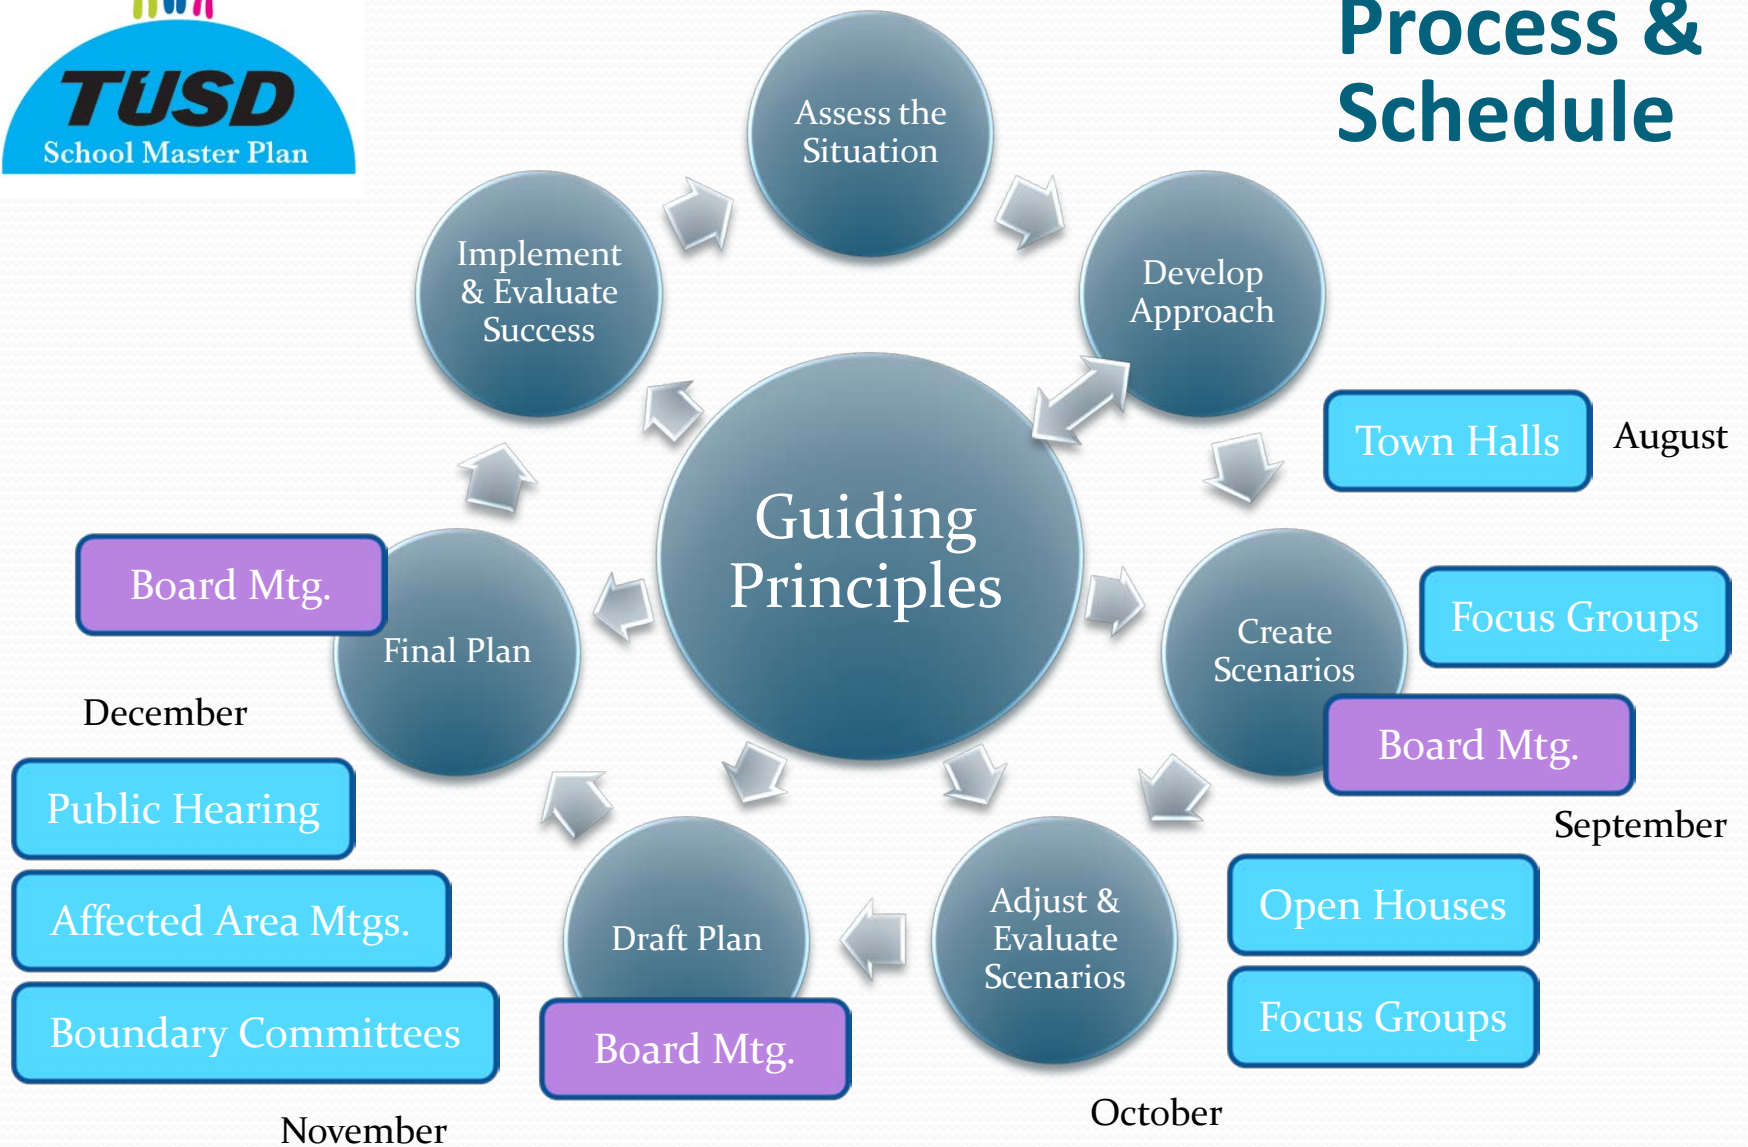 Process &
Schedule
TUSD
School Master Plan
Assess the
Situation
Develop
Approach
Town Halls
August
Create
Scenarios
Focus Groups
Board Mtg.
September
Adjust &
Evaluate
Scenarios
Open Houses
Focus Groups
October
Draft Plan
Board Mtg.
Public Hearing
Affected Area Mtgs.
Boundary Committees
November
Final Plan
Board Mtg.
December
Implement
& Evaluate
Success
Guiding
Principles